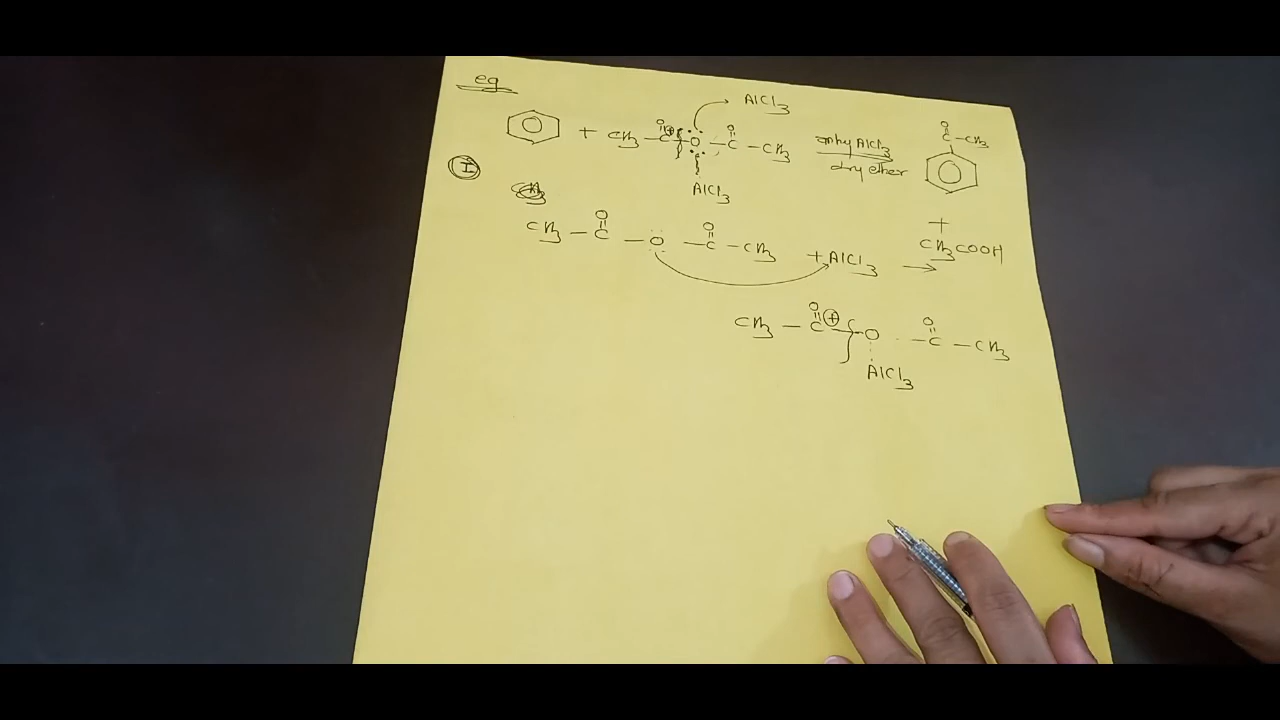 eg
AlCl3
O O O
+ CH3 — C ⊕ — O — C — CH3 anhy AlCl3 C — CH3
dry ether
I AlCl3
+
O O
CH3 — C — O — C — CH3 + AlCl3 → CH3COOH
O O
CH3 — C ⊕ — O — C — CH3
AlCl3